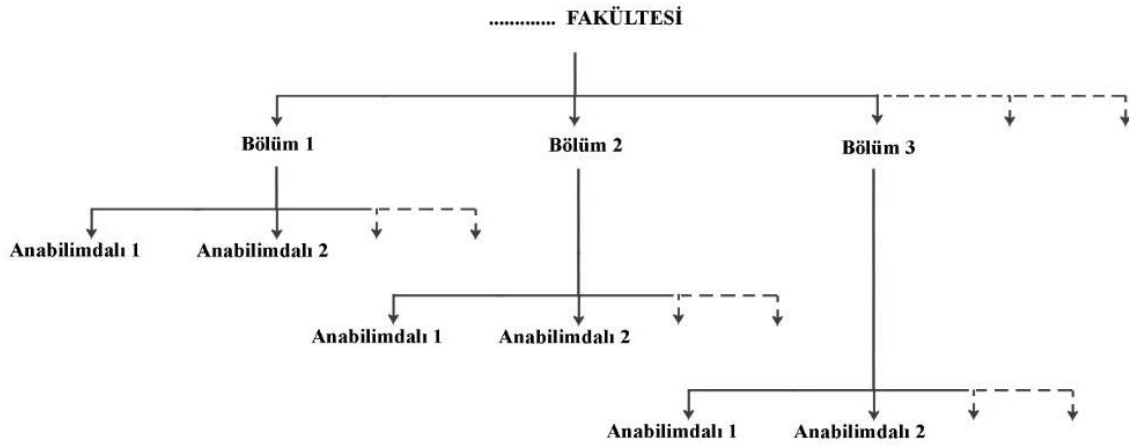 ............. FAKÜLTESİ
Bölüm 1
Bölüm 2
Bölüm 3
Anabilimdalı 1
Anabilimdalı 2
Anabilimdalı 1
Anabilimdalı 2
Anabilimdalı 1
Anabilimdalı 2